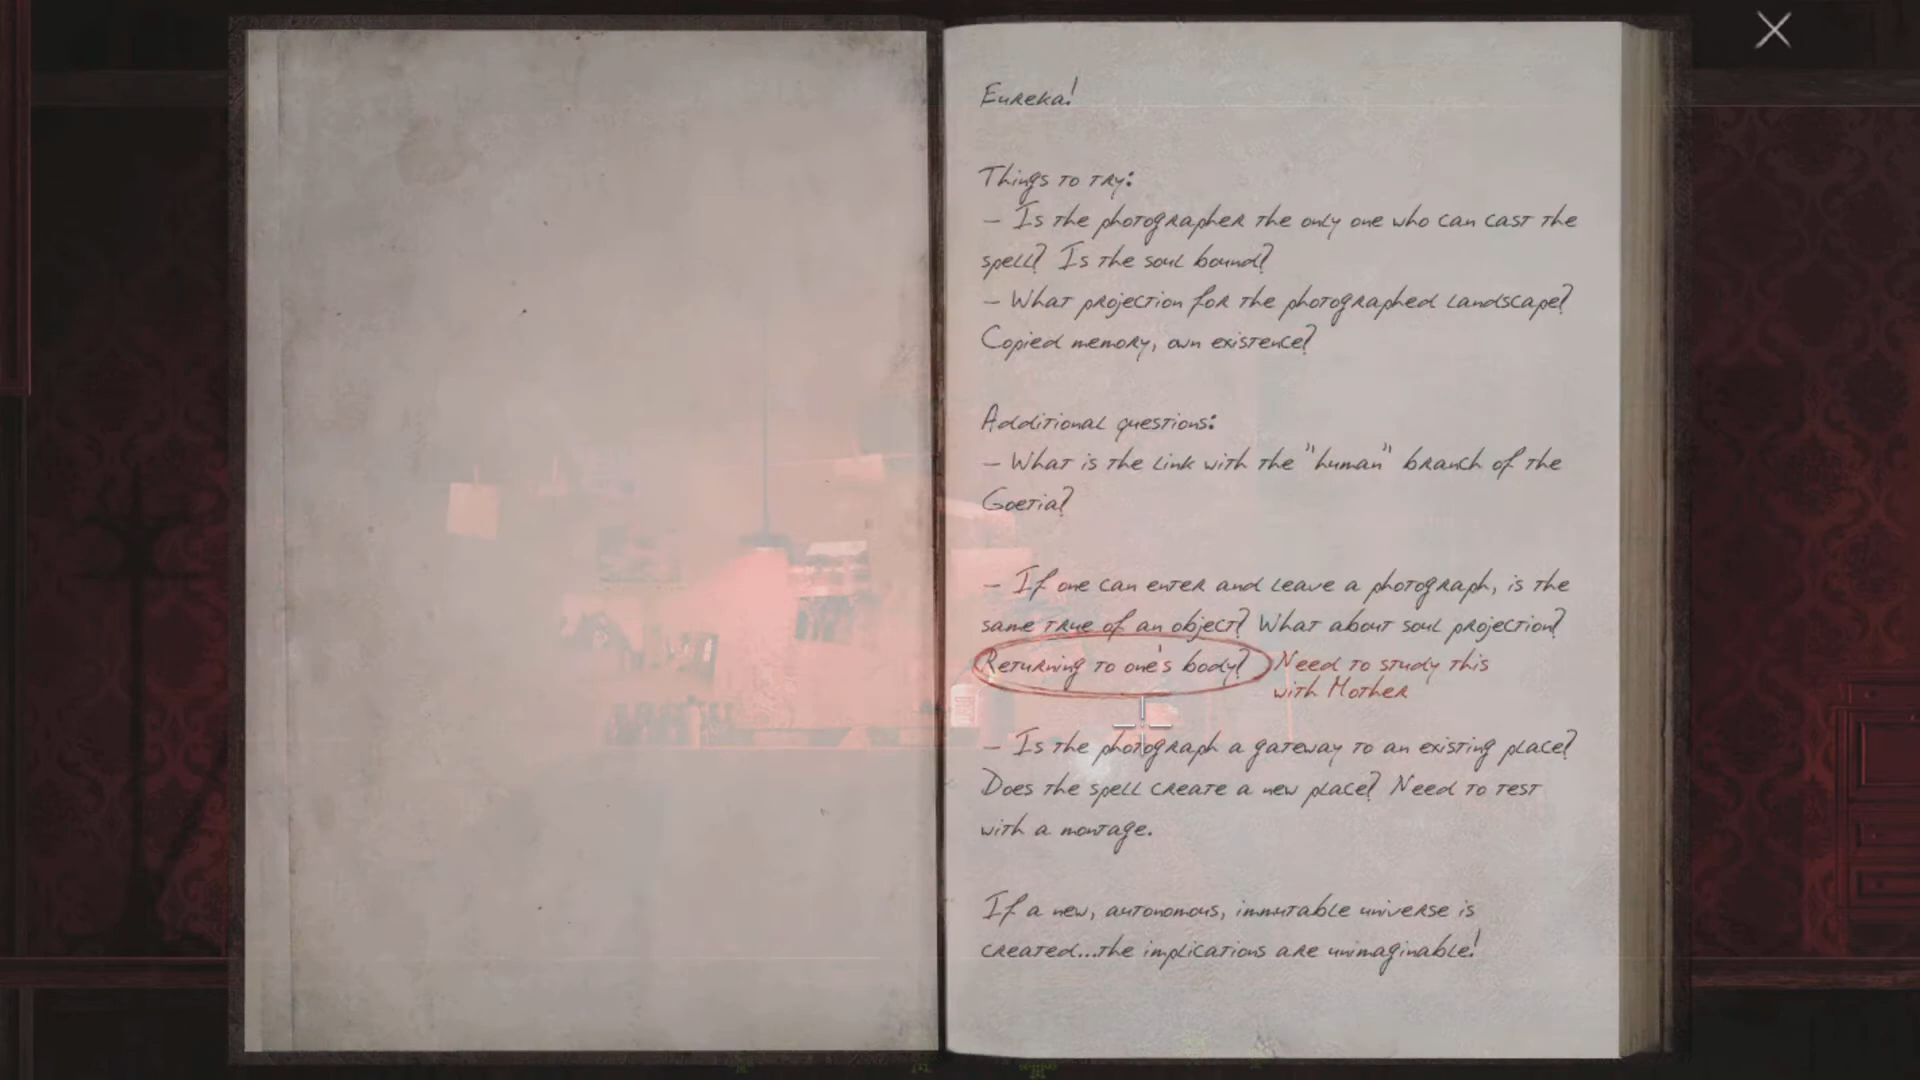 Eureka!
Things to try:
- Is the photographer the only one who can cast the
spell? Is the soul bound?
- What projection for the photographed landscape?
Copied memory, own existence?
Additional questions:
- What is the link with the "human" branch of the
Goetia?
- If one can enter and leave a photograph, is the
same true of an object? What about soul projection?
Returning to one's body? Need to study this
with Mother
- Is the photograph a gateway to an existing place?
Does the spell create a new place? Need to test
with a montage.
If a new, autonomous, immutable universe is
created...the implications are unimaginable!